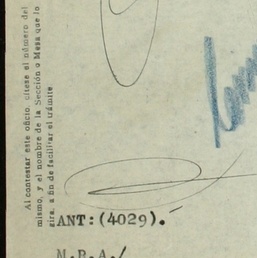 Al contestar este oficio, cítese el número del
mismo, y el nombre de la Sección o Mesa que lo
gira, a fin de facilitar el trámite
ANT:(4029).-
M.R.A./